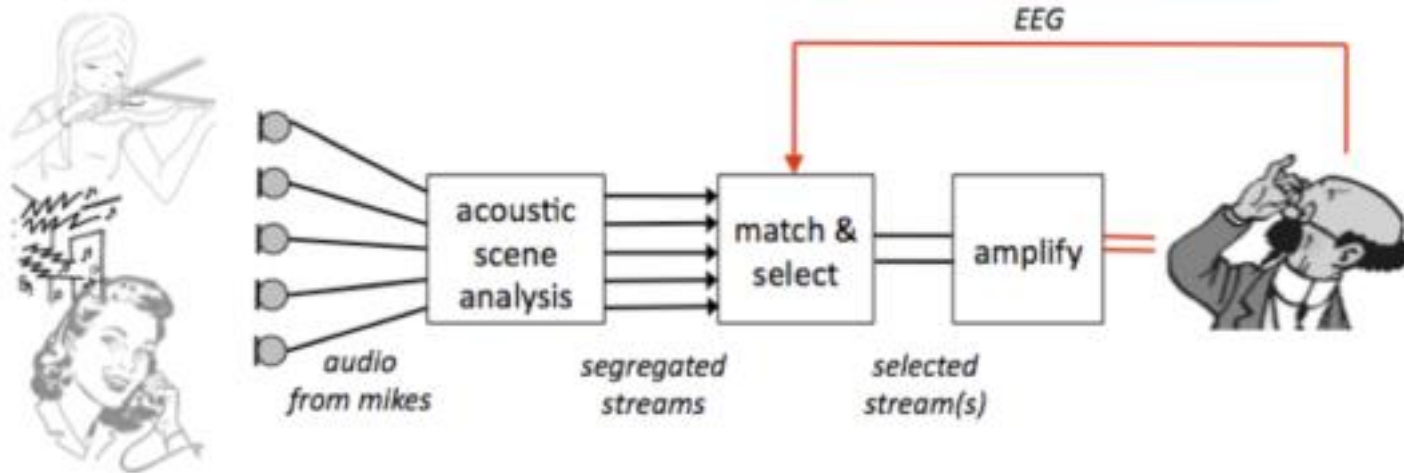 EEG
acoustic
scene
analysis
match &
select
amplify
audio
from mikes
segregated
streams
selected
stream(s)